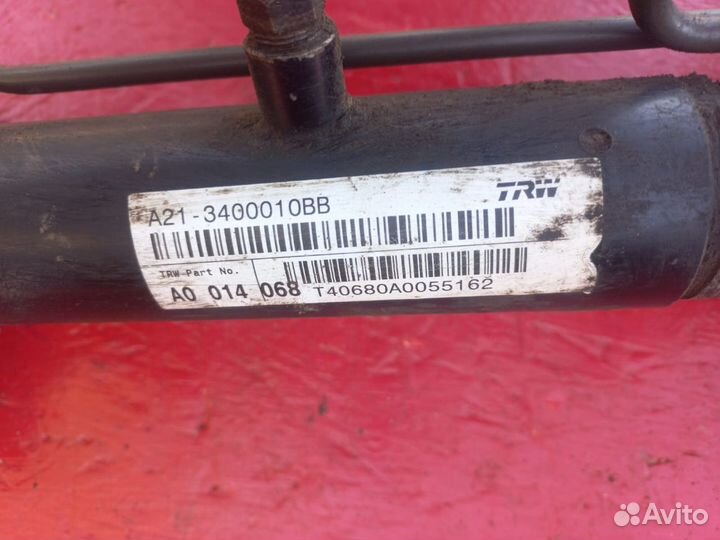 A21-3400010BB
TRW
TRW Part No.
A0 014 068
T40680A0055162
Avito